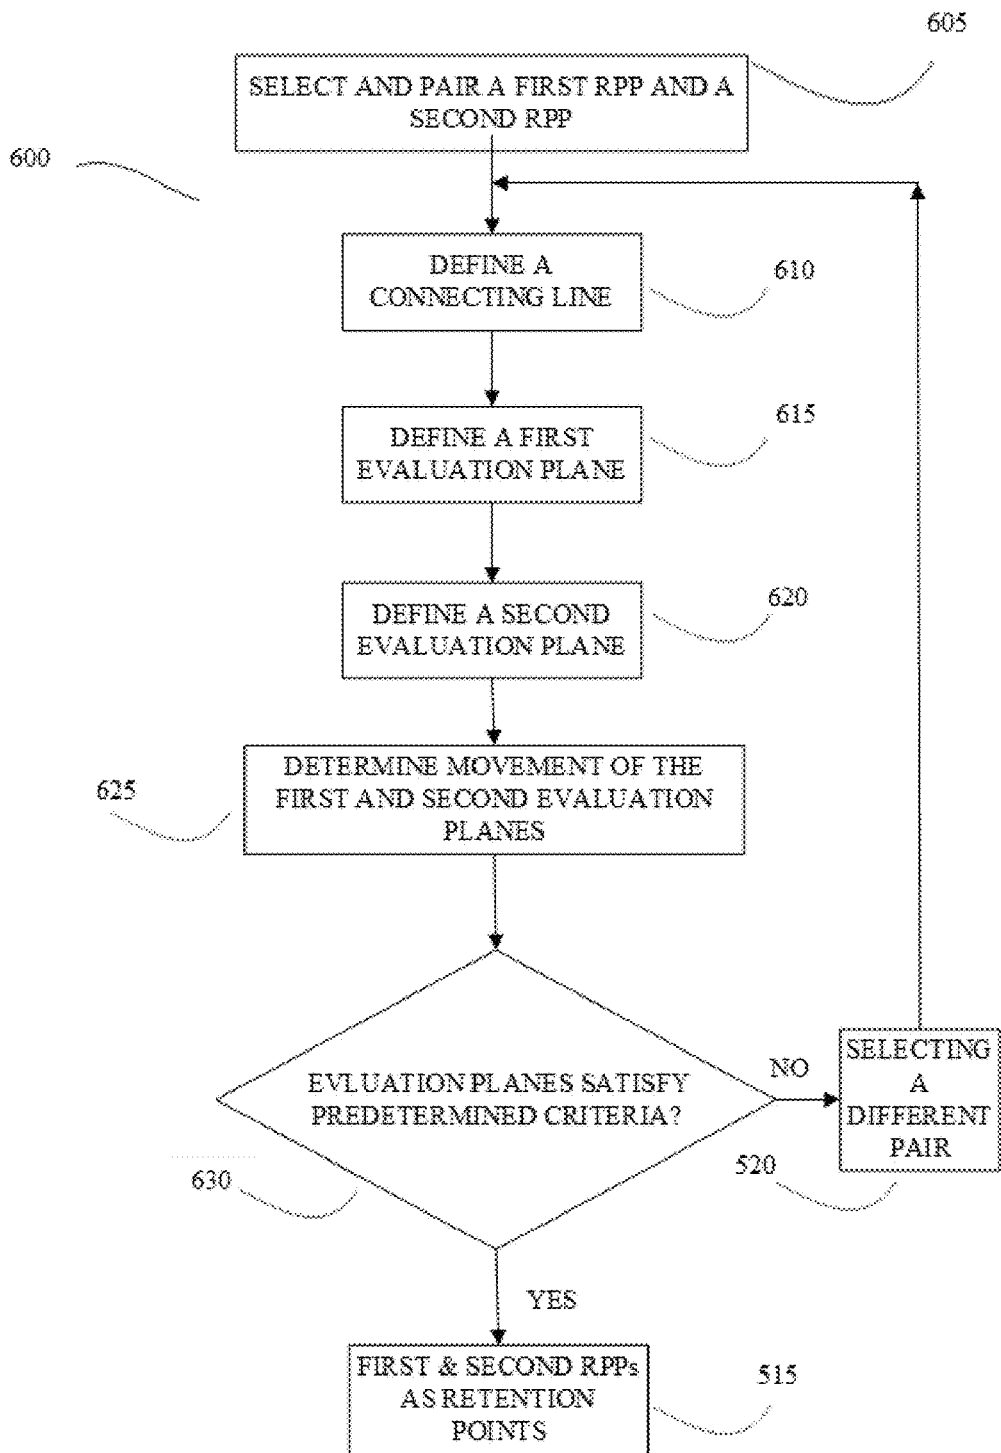 605
SELECT AND PAIR A FIRST RPP AND A
SECOND RPP
600
DEFINE A
CONNECTING LINE
610
DEFINE A FIRST
EVALUATION PLANE
615
DEFINE A SECOND
EVALUATION PLANE
620
DETERMINE MOVEMENT OF THE
FIRST AND SECOND EVALUATION
PLANES
625
EVLUATION PLANES SATISFY
PREDETERMINED CRITERIA?
630
NO
SELECTING
A
DIFFERENT
PAIR
520
YES
FIRST & SECOND RPPs
AS RETENTION
POINTS
515